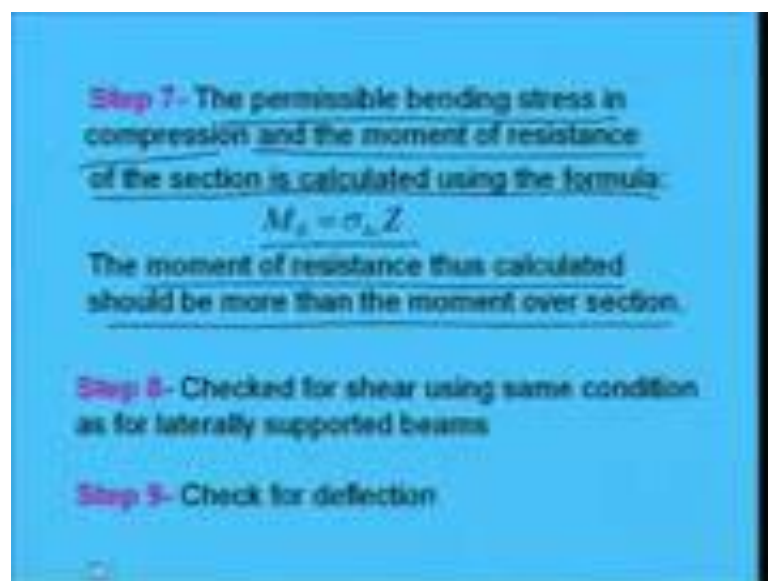 Step 7- The permissible bending stress in
compression and the moment of resistance
of the section is calculated using the formula:
M = σ Z
The moment of resistance thus calculated
should be more than the moment over section.
Step 8- Checked for shear using same condition
as for laterally supported beams
Step 9- Check for deflection